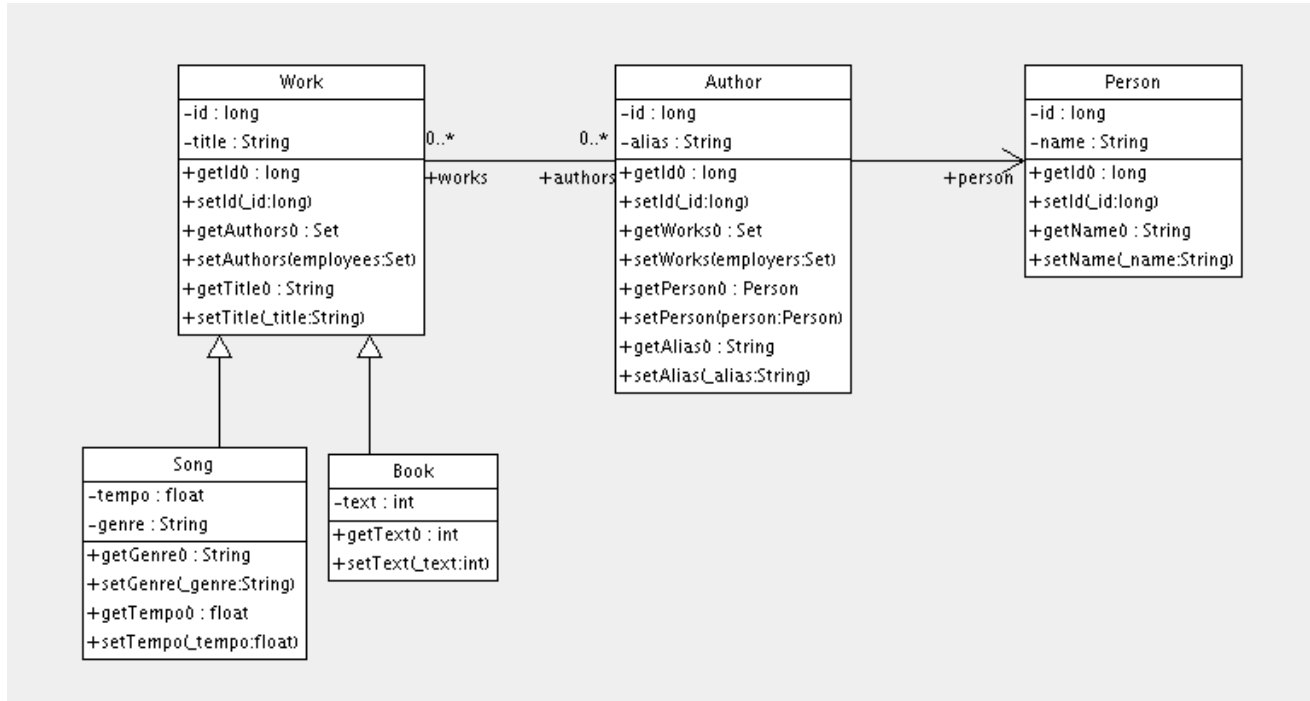 Work
-id : long
-title : String
+getId() : long
+setId(_id:long)
+getAuthors() : Set
+setAuthors(employees:Set)
+getTitle() : String
+setTitle(_title:String)
0..*
0..*
+works
+authors
Author
-id : long
-alias : String
+getId() : long
+setId(_id:long)
+getWorks() : Set
+setWorks(employers:Set)
+getPerson() : Person
+setPerson(person:Person)
+getAlias() : String
+setAlias(_alias:String)
+person
Person
-id : long
-name : String
+getId() : long
+setId(_id:long)
+getName() : String
+setName(_name:String)
Song
-tempo : float
-genre : String
+getGenre() : String
+setGenre(_genre:String)
+getTempo() : float
+setTempo(_tempo:float)
Book
-text : int
+getText() : int
+setText(_text:int)